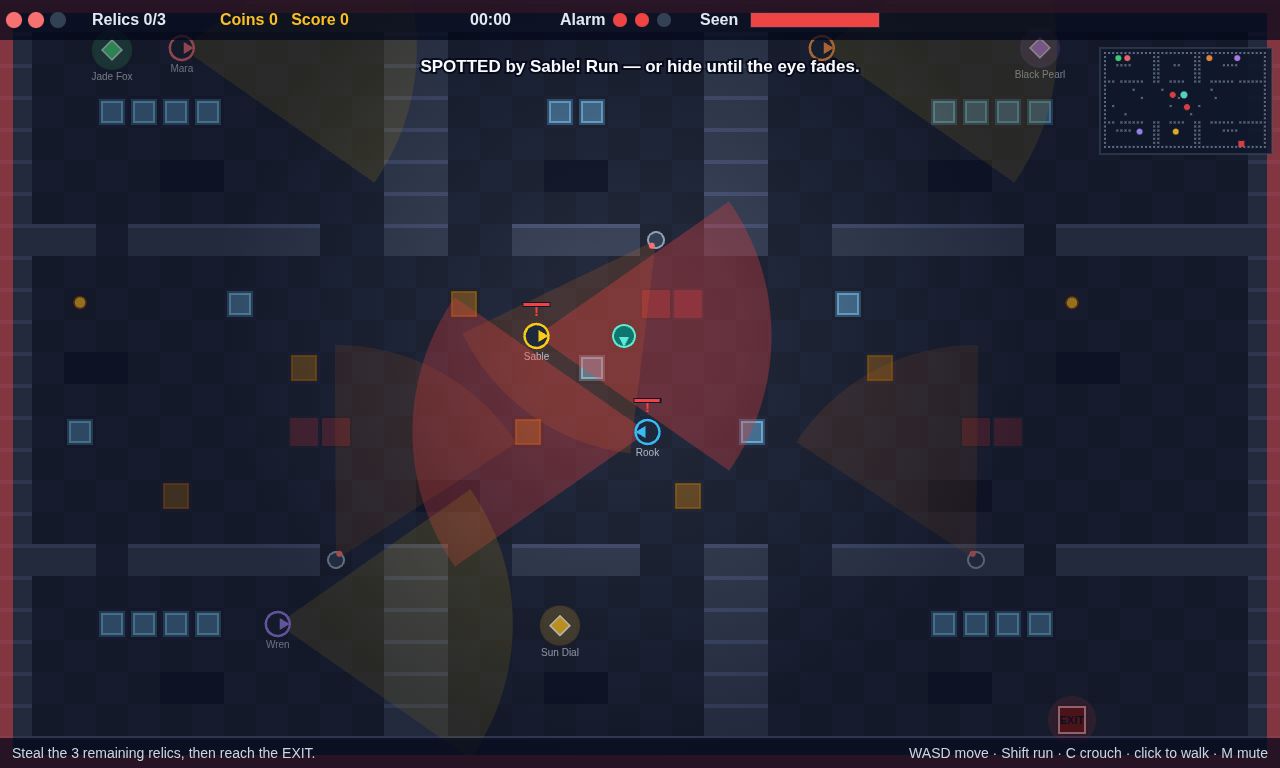 Relics 0/3 Coins 0 Score 0 00:00 Alarm Seen
SPOTTED by Sable! Run — or hide until the eye fades.
Jade Fox
Mara
Black Pearl
!
Sable
!
Rook
Wren
Sun Dial
EXIT
Steal the 3 remaining relics, then reach the EXIT.
WASD move · Shift run · C crouch · click to walk · M mute